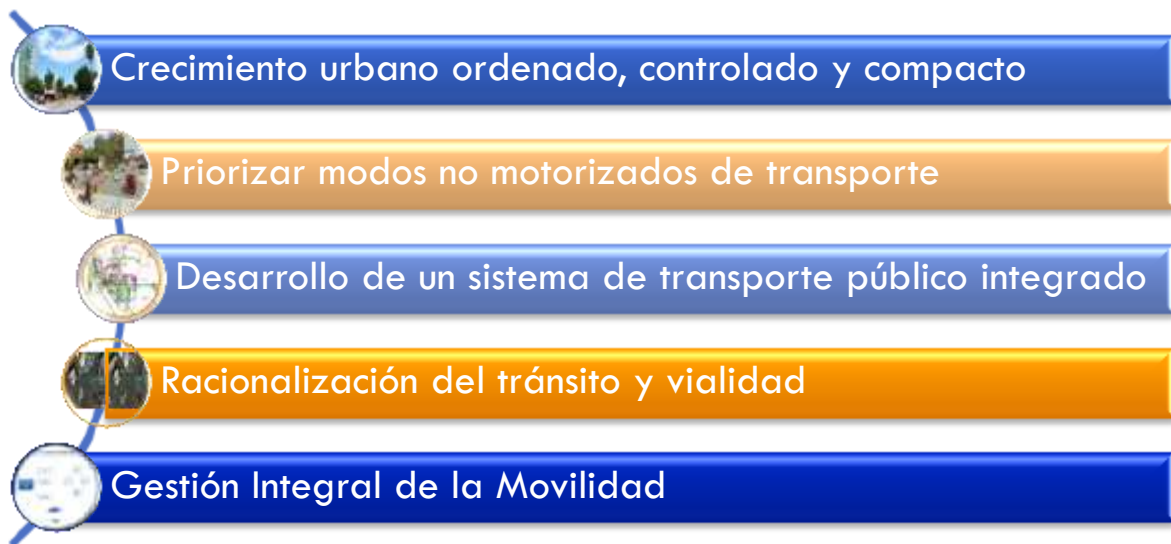 Crecimiento urbano ordenado, controlado y compacto
Priorizar modos no motorizados de transporte
Desarrollo de un sistema de transporte público integrado
Racionalización del tránsito y vialidad
Gestión Integral de la Movilidad